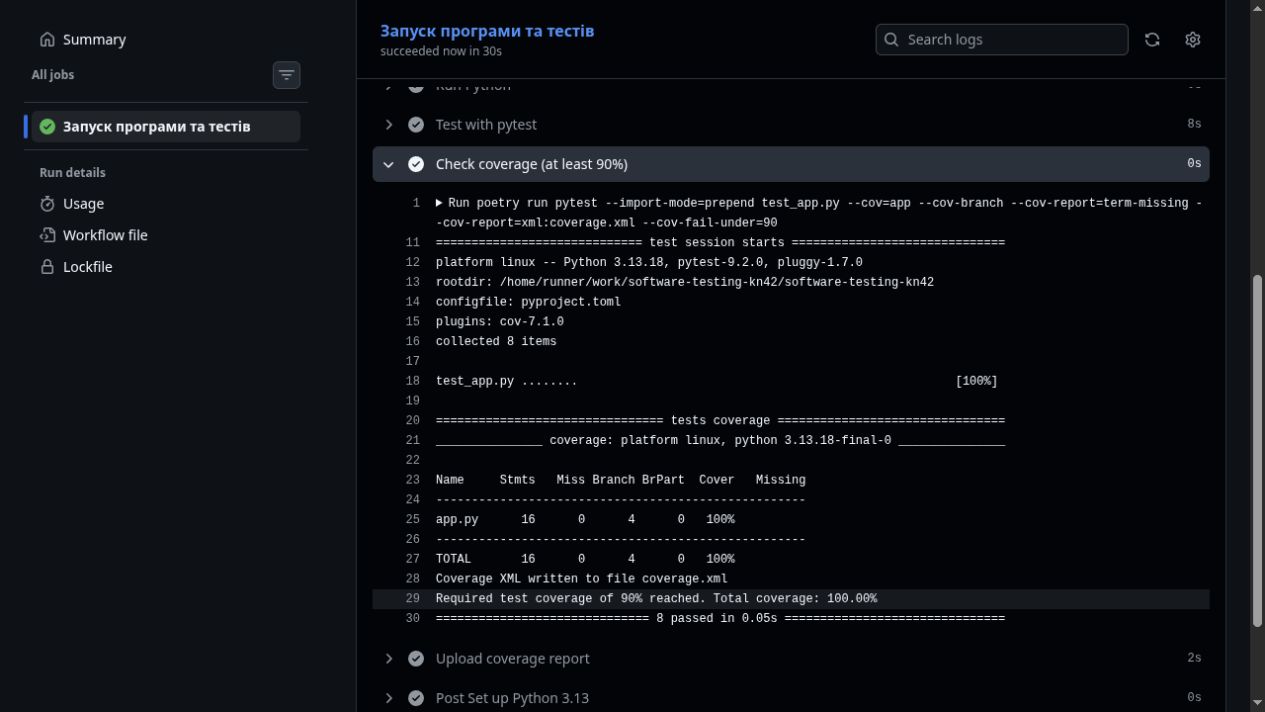 Summary
All jobs
Запуск програми та тестів
Run details
Usage
Workflow file
Lockfile
Запуск програми та тестів
succeeded now in 30s
Search logs
Run Python
Test with pytest 8s
Check coverage (at least 90%) 0s
1 Run poetry run pytest --import-mode=prepend test_app.py --cov=app --cov-branch --cov-report=term-missing -
-cov-report=xml:coverage.xml --cov-fail-under=90
11 ============================= test session starts ==============================
12 platform linux -- Python 3.13.18, pytest-9.2.0, pluggy-1.7.0
13 rootdir: /home/runner/work/software-testing-kn42/software-testing-kn42
14 configfile: pyproject.toml
15 plugins: cov-7.1.0
16 collected 8 items
17
18 test_app.py ........ [100%]
19
20 ================================ tests coverage ================================
21 _______________ coverage: platform linux, python 3.13.18-final-0 _______________
22
23 Name Stmts Miss Branch BrPart Cover Missing
24 ----------------------------------------------------
25 app.py 16 0 4 0 100%
26 ----------------------------------------------------
27 TOTAL 16 0 4 0 100%
28 Coverage XML written to file coverage.xml
29 Required test coverage of 90% reached. Total coverage: 100.00%
30 ============================== 8 passed in 0.05s ===============================
Upload coverage report 2s
Post Set up Python 3.13 0s